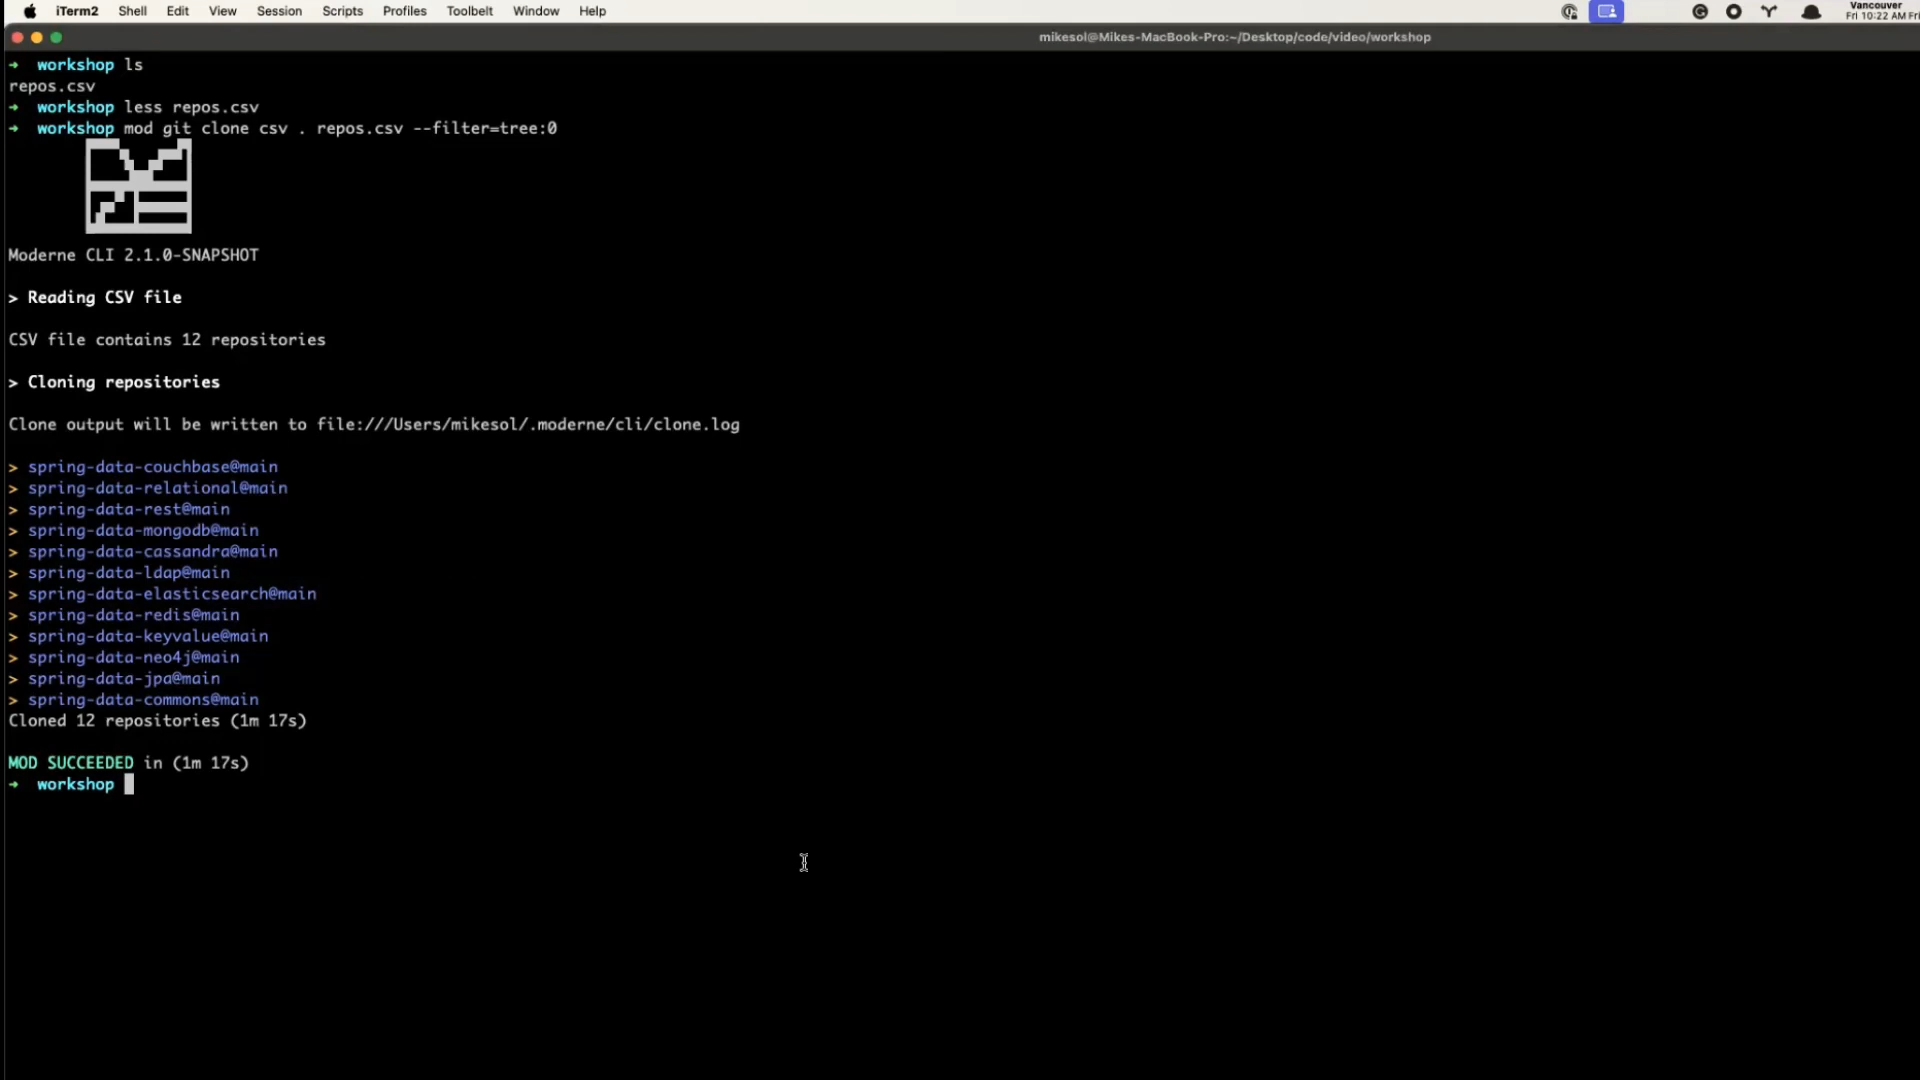 iTerm2 Shell Edit View Session Scripts Profiles Toolbelt Window Help
Vancouver
Fri 10:22 AM Fri
mikesol@Mikes-MacBook-Pro:~/Desktop/code/video/workshop
➜ workshop ls
repos.csv
➜ workshop less repos.csv
➜ workshop mod git clone csv . repos.csv --filter=tree:0
Moderne CLI 2.1.0-SNAPSHOT
> Reading CSV file
CSV file contains 12 repositories
> Cloning repositories
Clone output will be written to file:///Users/mikesol/.moderne/cli/clone.log
> spring-data-couchbase@main
> spring-data-relational@main
> spring-data-rest@main
> spring-data-mongodb@main
> spring-data-cassandra@main
> spring-data-ldap@main
> spring-data-elasticsearch@main
> spring-data-redis@main
> spring-data-keyvalue@main
> spring-data-neo4j@main
> spring-data-jpa@main
> spring-data-commons@main
Cloned 12 repositories (1m 17s)
MOD SUCCEEDED in (1m 17s)
➜ workshop